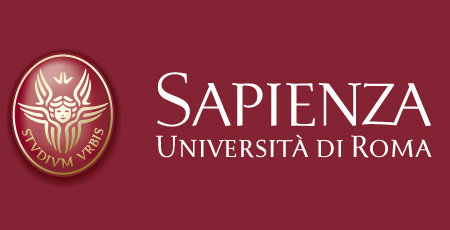 STVDIVM VRBIS
SAPIENZA
UNIVERSITÀ DI ROMA